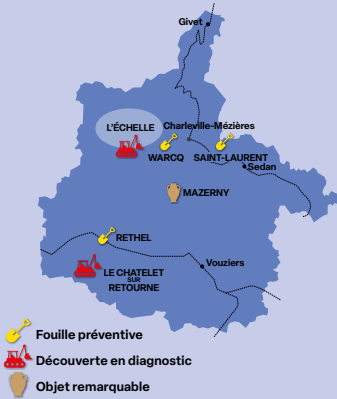 Givet
L'ÉCHELLE
Charleville-Mézières
WARCQ
SAINT-LAURENT
Sedan
MAZERNY
RETHEL
Vouziers
LE CHATELET
SUR
RETOURNE
Fouille préventive
Découverte en diagnostic
Objet remarquable